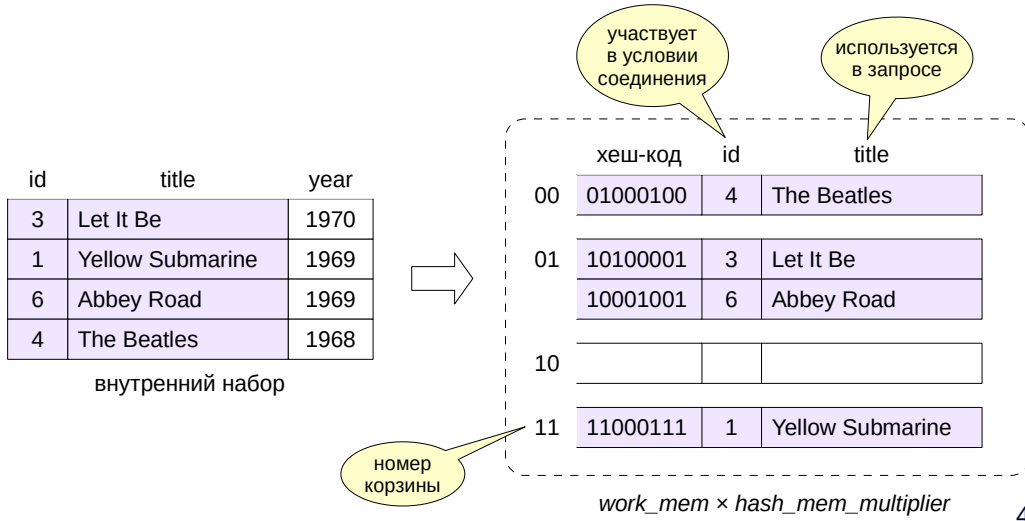 участвует
в условии
соединения
используется
в запросе
id title year
3 Let It Be 1970
1 Yellow Submarine 1969
6 Abbey Road 1969
4 The Beatles 1968
внутренний набор
хеш-код id title
00 01000100 4 The Beatles
01 10100001 3 Let It Be
10001001 6 Abbey Road
10
11 11000111 1 Yellow Submarine
номер
корзины
work_mem × hash_mem_multiplier
4